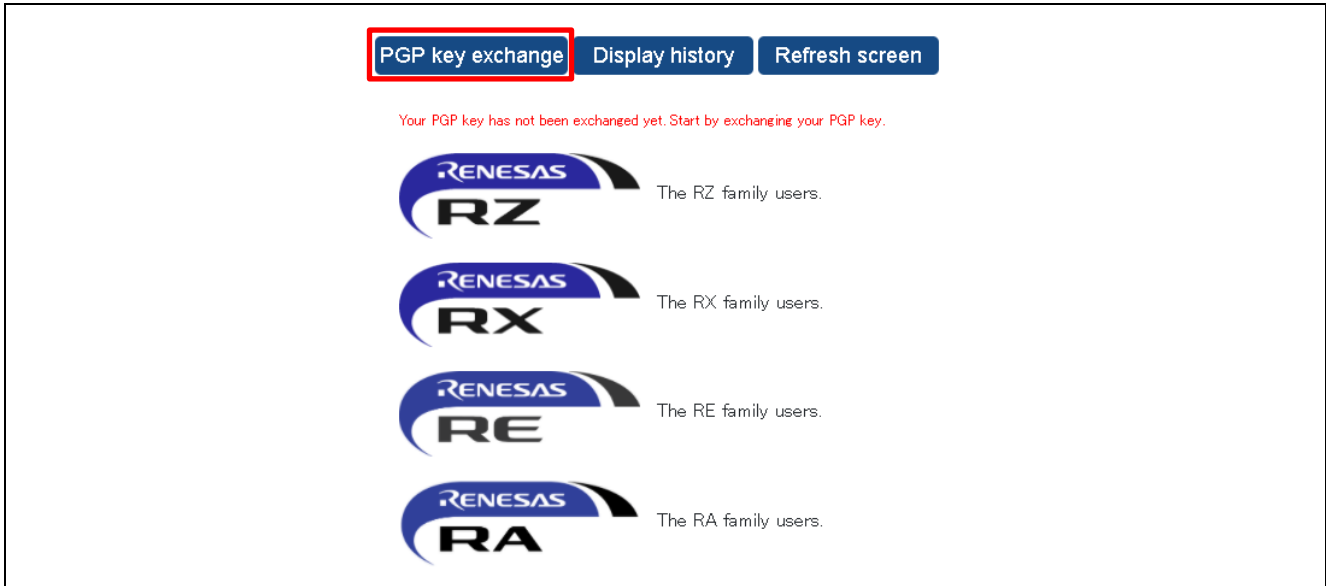 PGP key exchange Display history Refresh screen
Your PGP key has not been exchanged yet. Start by exchanging your PGP key.
RENESAS
RZ
The RZ family users.
RENESAS
RX
The RX family users.
RENESAS
RE
The RE family users.
RENESAS
RA
The RA family users.